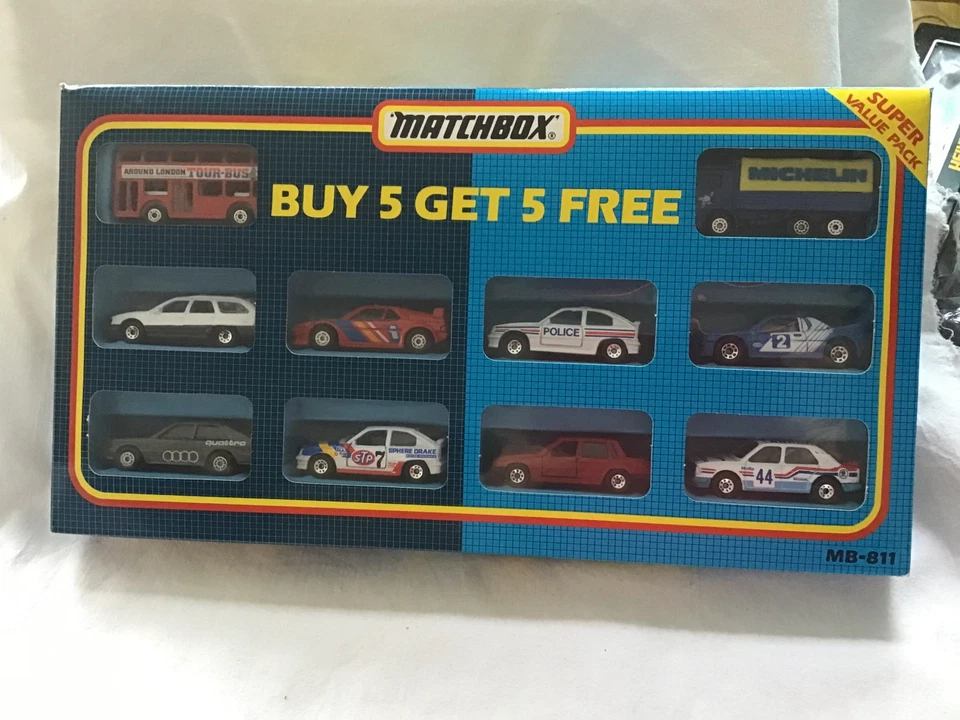 MATCHBOX®
SUPER
VALUE PACK
AROUND LONDON TOUR-BUS
BUY 5 GET 5 FREE
MICHELIN
POLICE
12
quattro
STP
7
SPHERE DRAKE
44
MB-811